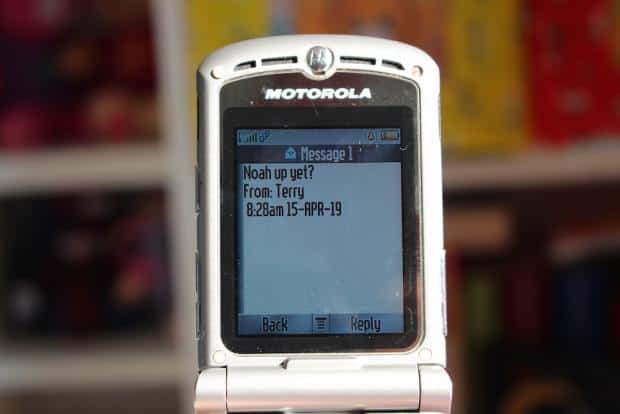 MOTOROLA
Message 1
Noah up yet?
From: Terry
8:28am 15-APR-19
Back Reply